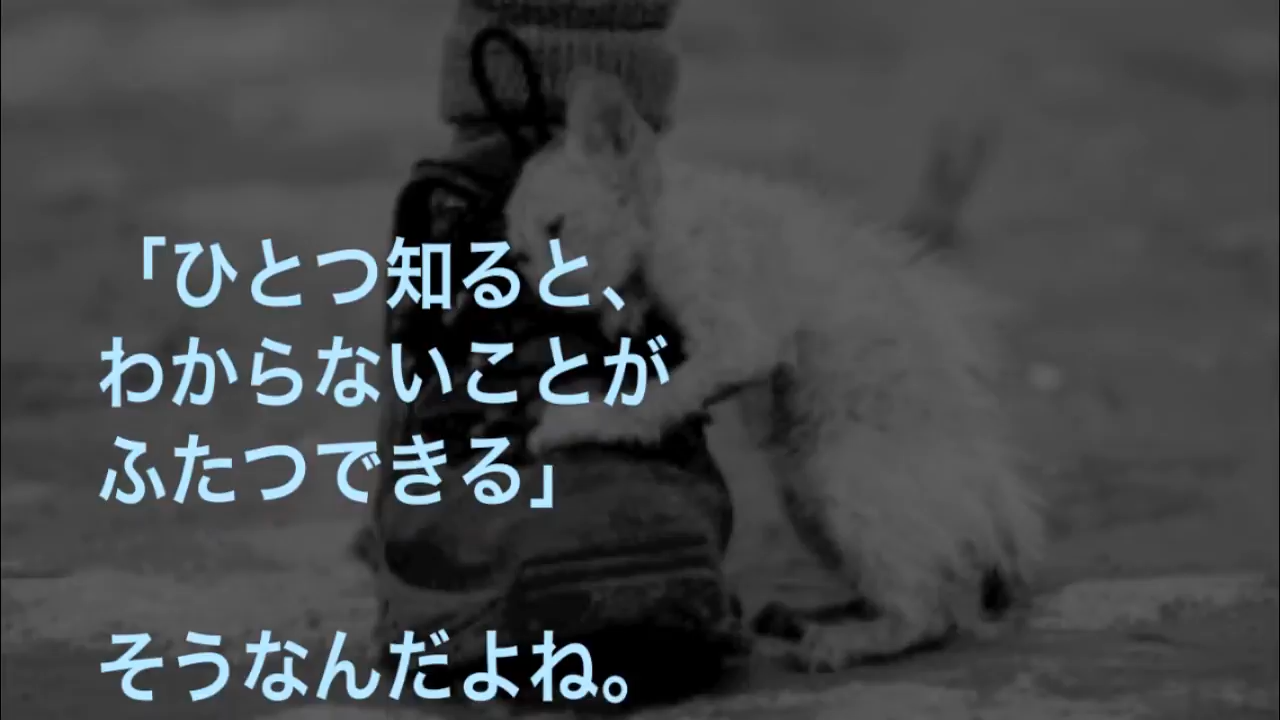 「ひとつ知ると、
わからないことが
ふたつできる」
そうなんだよね。